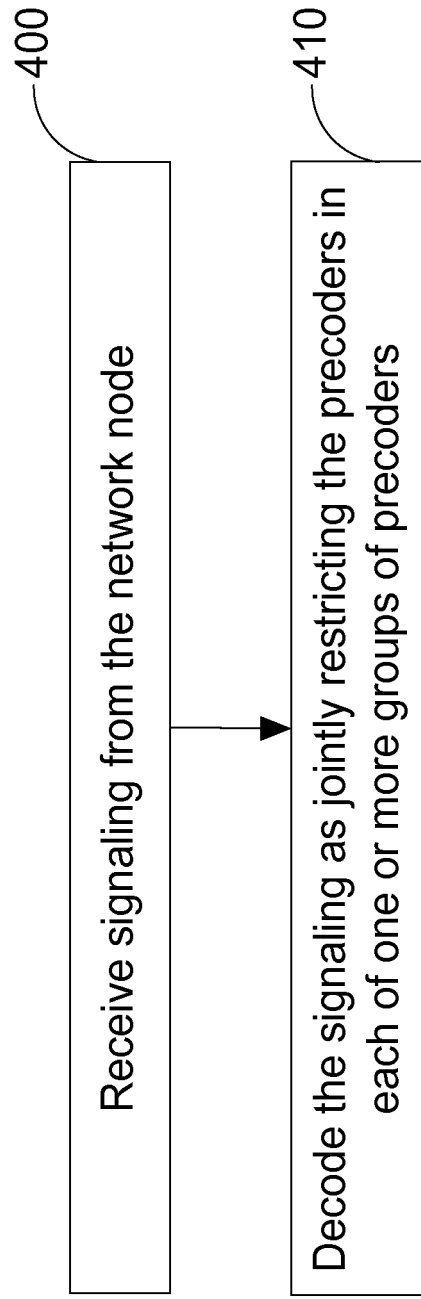 400
Receive signaling from the network node
410
Decode the signaling as jointly restricting the precoders in
each of one or more groups of precoders